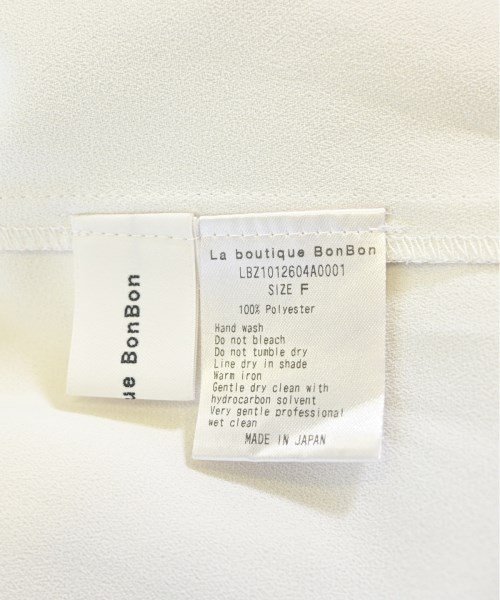 ue BonBon
La boutique BonBon
LBZ1012604A0001
SIZE F
100% Polyester
Hand wash
Do not bleach
Do not tumble dry
Line dry in shade
Warm iron
Gentle dry clean with
hydrocarbon solvent
Very gentle professional
wet clean
MADE IN JAPAN